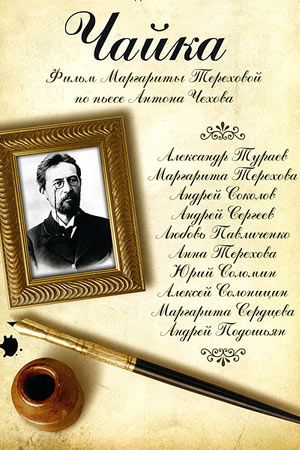 Чайка
Фильм Маргариты Тереховой
по пьесе Антона Чехова
Александр Тураев
Маргарита Терехова
Андрей Соколов
Андрей Сергеев
Любовь Павличенко
Анна Терехова
Юрий Соломин
Алексей Солоницин
Маргарита Сердцева
Андрей Подошьян